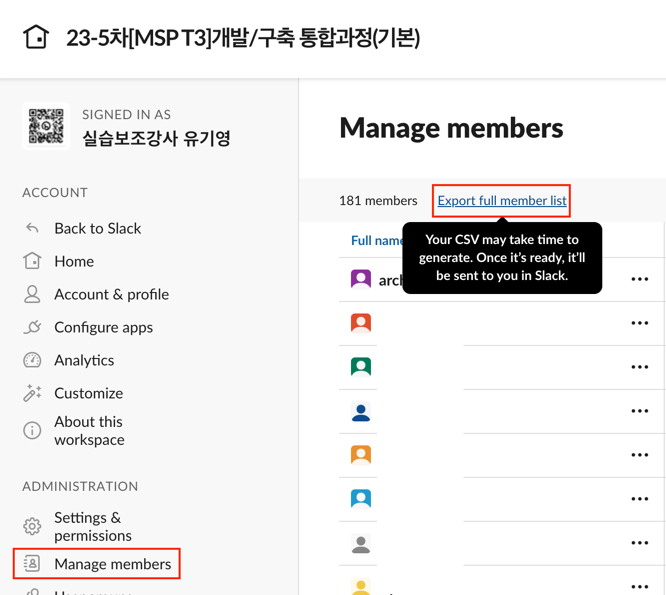 23-5차[MSP T3]개발/구축 통합과정(기본)
SIGNED IN AS
실습보조강사 유기영
ACCOUNT
Back to Slack
Home
Account & profile
Configure apps
Analytics
Customize
About this
workspace
ADMINISTRATION
Settings &
permissions
Manage members
Manage members
181 members Export full member list
Your CSV may take time to
generate. Once it's ready, it'll
be sent to you in Slack.
Full name